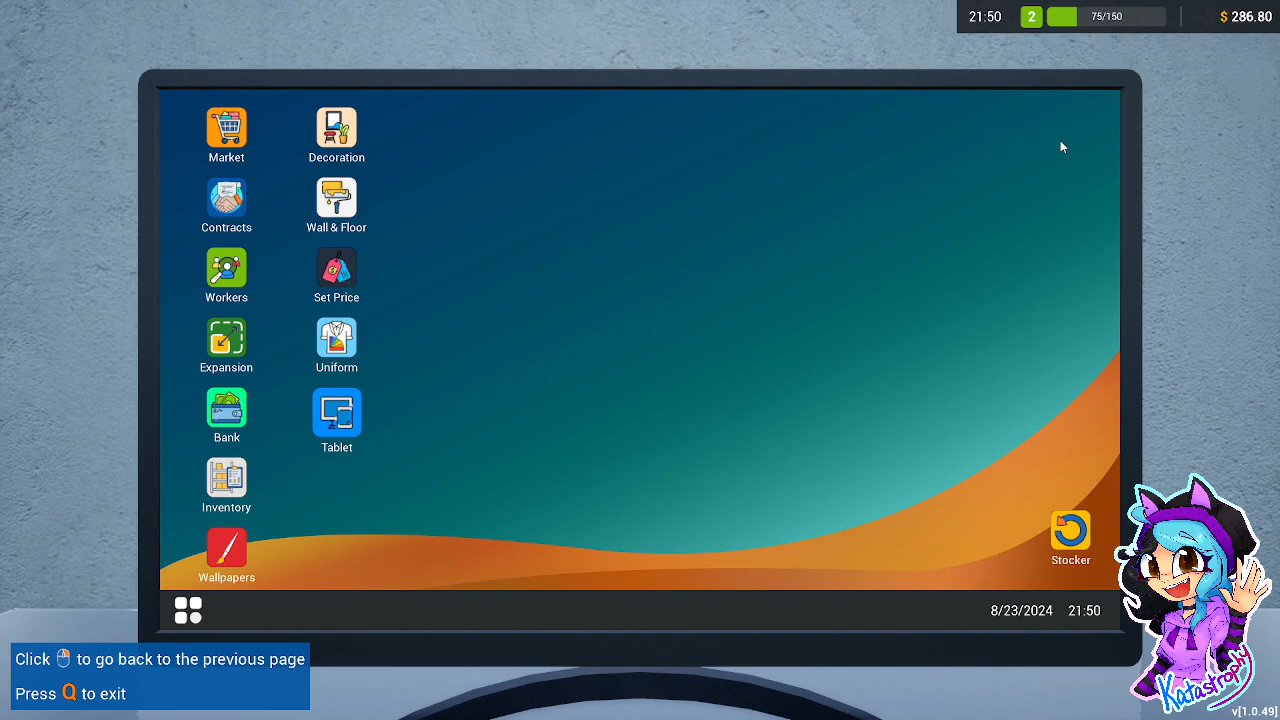 21:50 2 75/150 $ 286.80
Market
Decoration
Contracts
Wall & Floor
Workers
Set Price
Expansion
Uniform
Bank
Tablet
Inventory
Wallpapers
Stocker
8/23/2024 21:50
Click to go back to the previous page
Press Q to exit
Katastrophy
v[1.0.49]